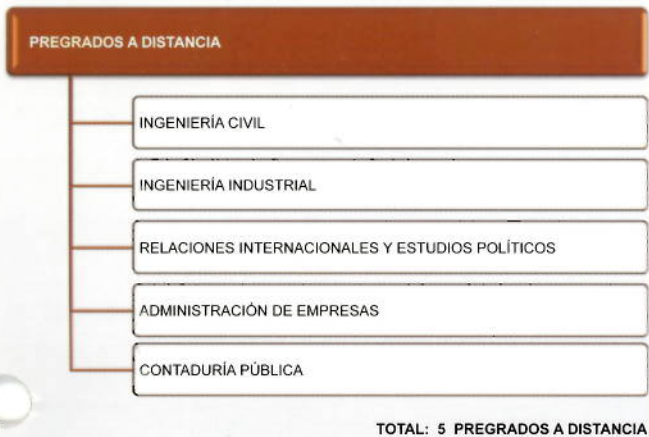 PREGRADOS A DISTANCIA
INGENIERÍA CIVIL
INGENIERÍA INDUSTRIAL
RELACIONES INTERNACIONALES Y ESTUDIOS POLÍTICOS
ADMINISTRACIÓN DE EMPRESAS
CONTADURÍA PÚBLICA
TOTAL: 5 PREGRADOS A DISTANCIA